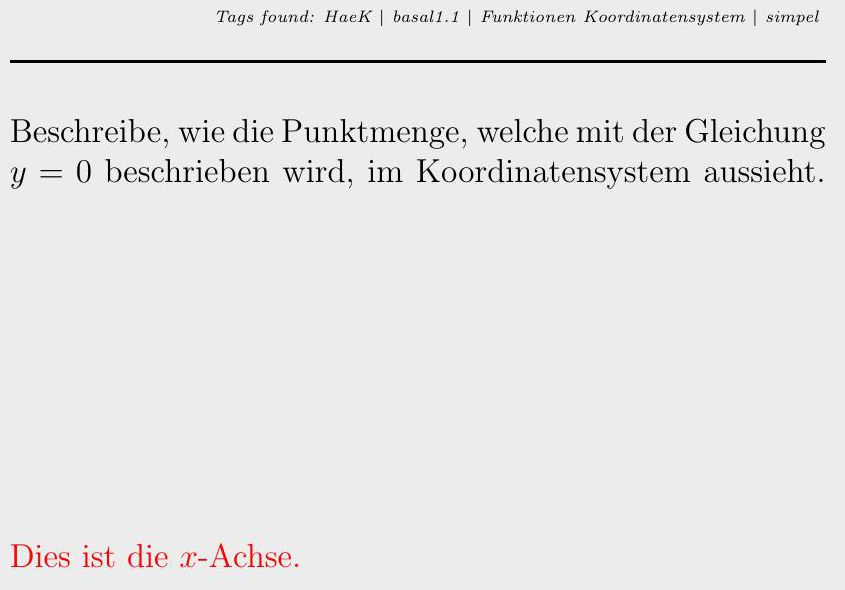 Tags found: HaeK | basal1.1 | Funktionen Koordinatensystem | simpel
Beschreibe, wie die Punktmenge, welche mit der Gleichung
y = 0 beschrieben wird, im Koordinatensystem aussieht.
Dies ist die x-Achse.